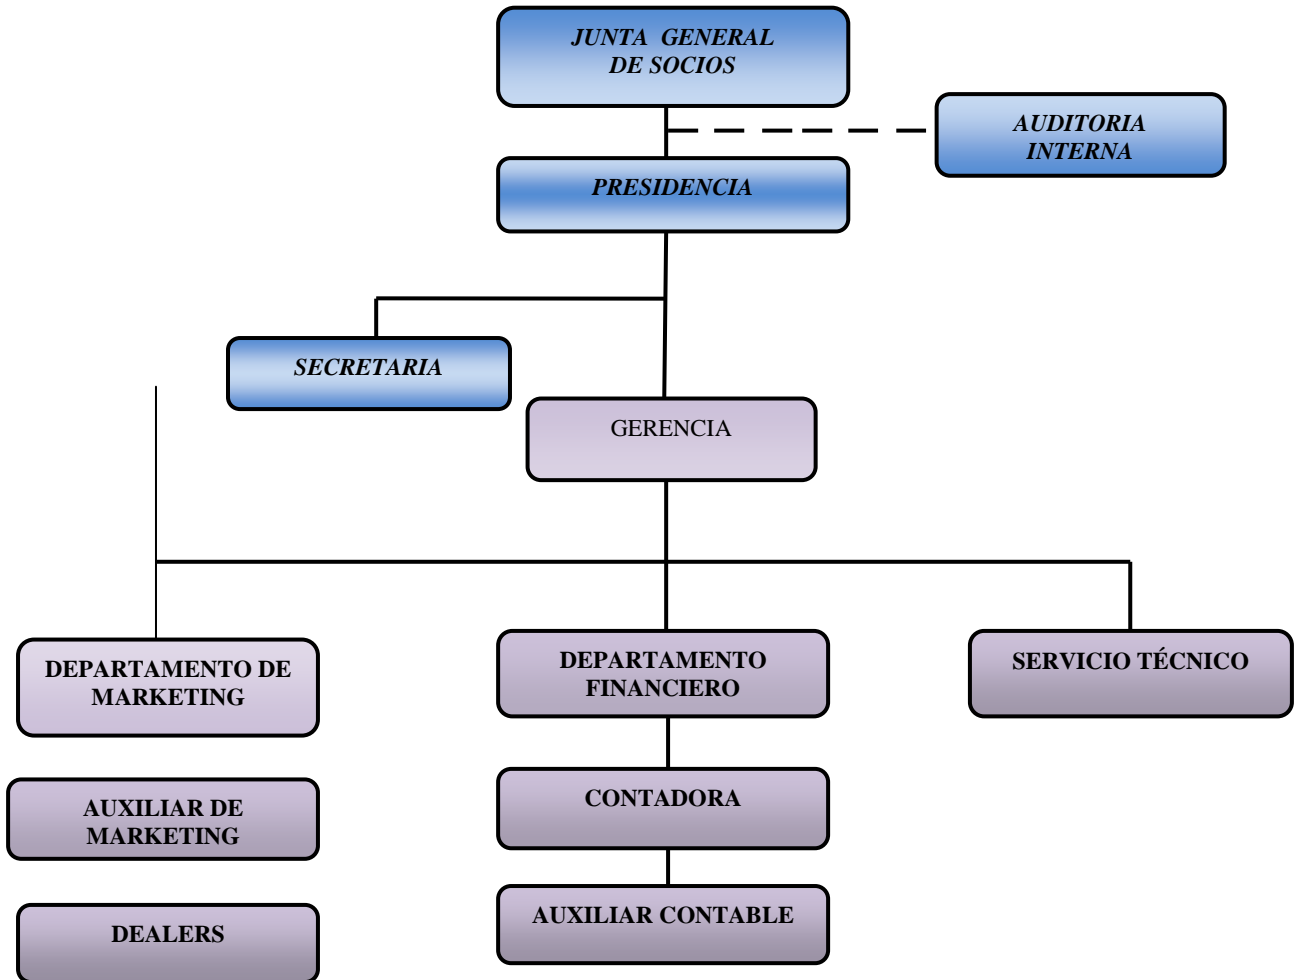 JUNTA GENERAL
DE SOCIOS
AUDITORIA
INTERNA
PRESIDENCIA
SECRETARIA
GERENCIA
DEPARTAMENTO DE
MARKETING
DEPARTAMENTO
FINANCIERO
SERVICIO TÉCNICO
AUXILIAR DE
MARKETING
CONTADORA
DEALERS
AUXILIAR CONTABLE